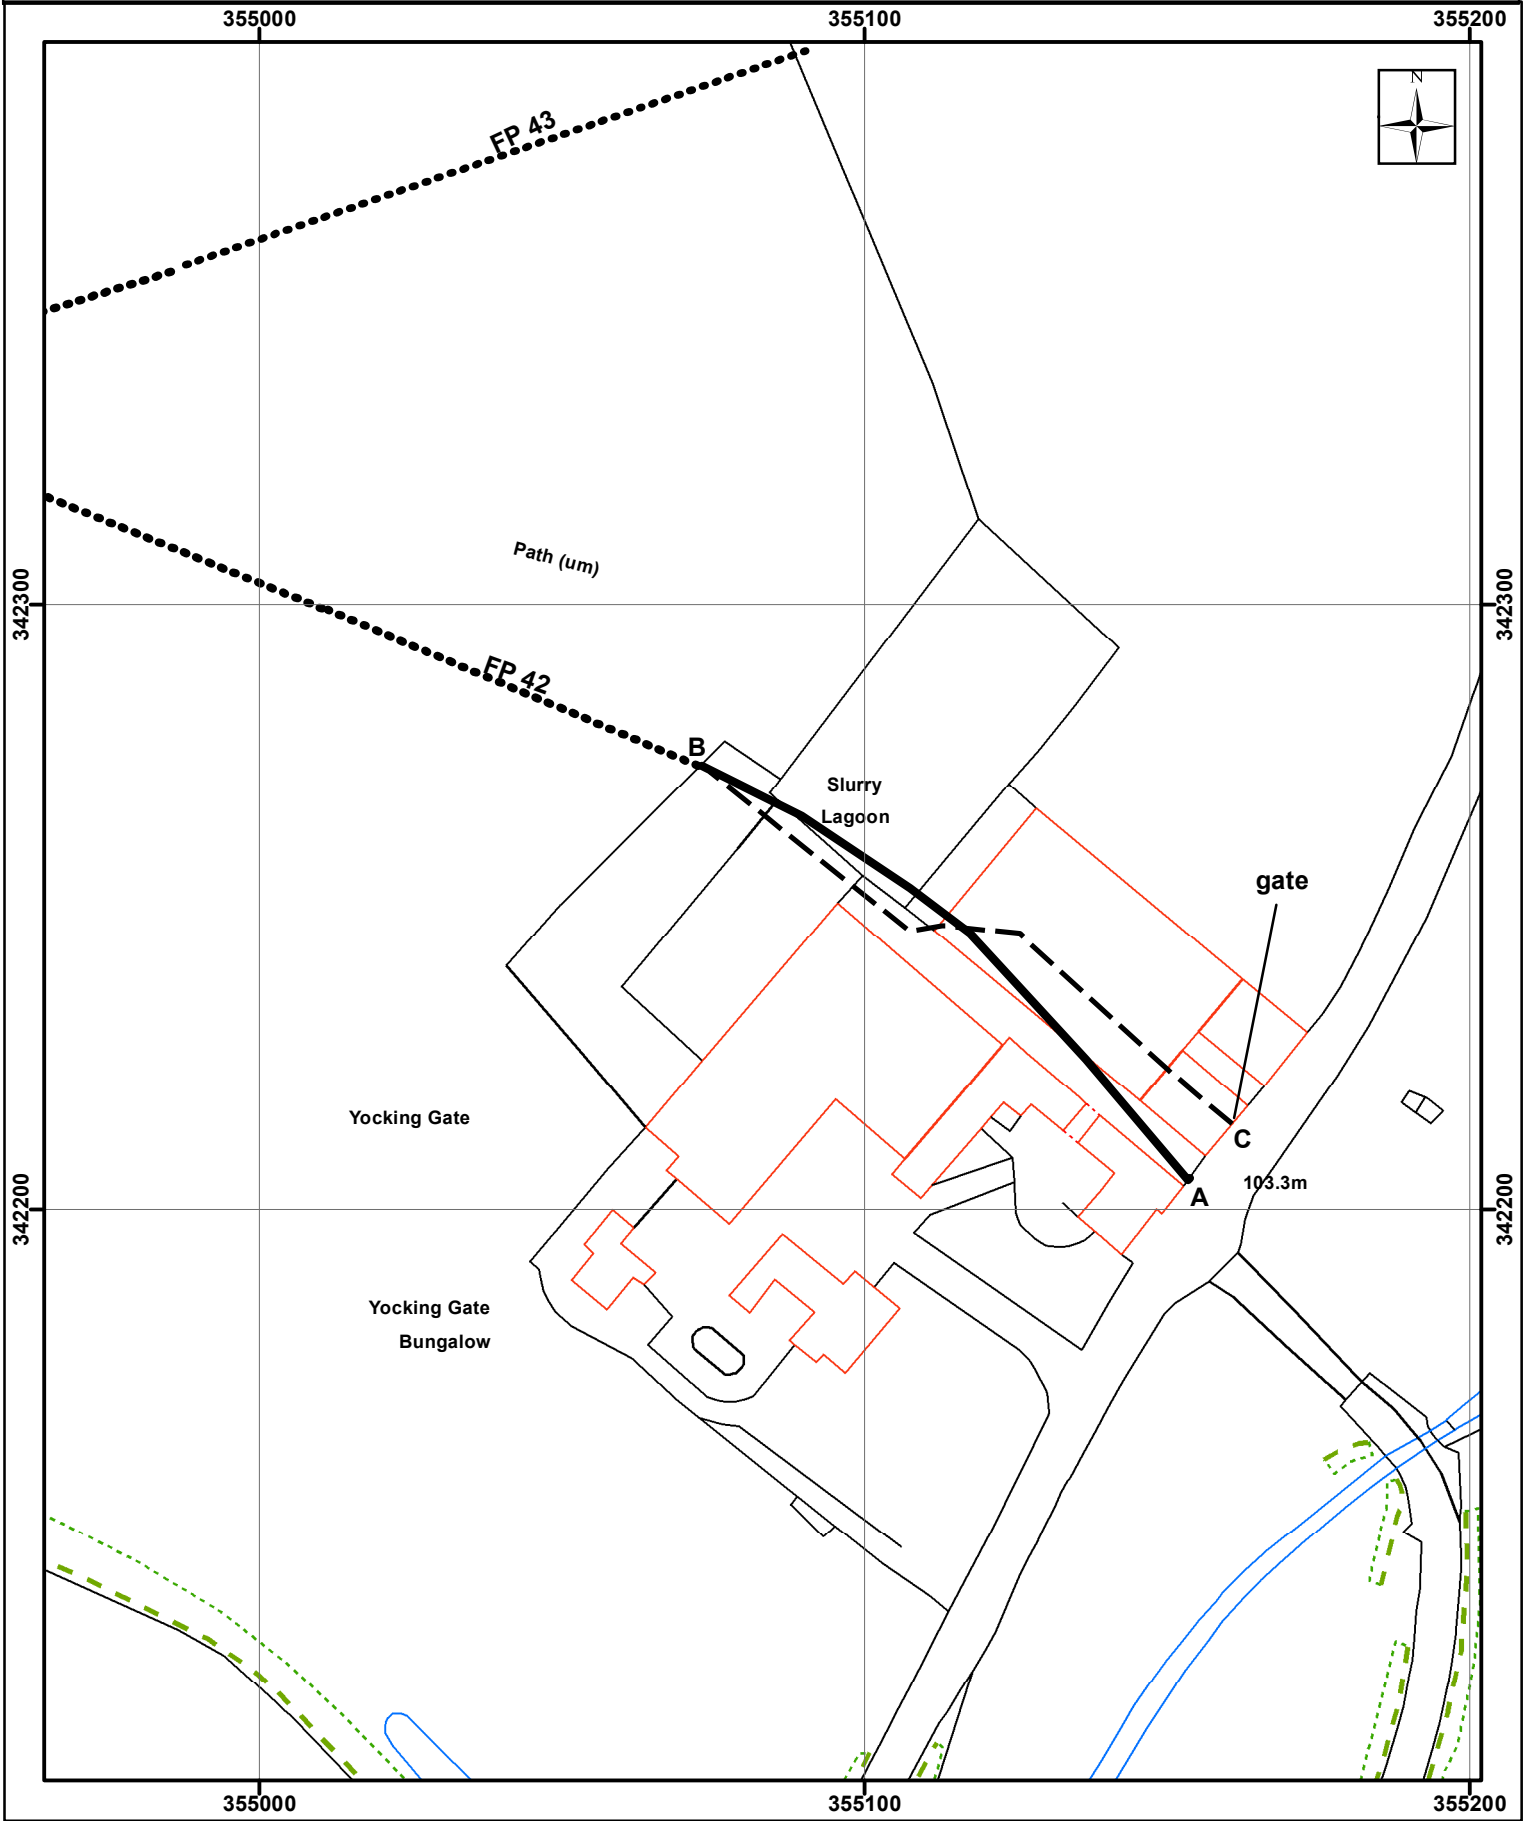 355000
355100
355200
N
FP 43
Path (um)
342300
342300
FP 42
B
Slurry
Lagoon
gate
Yocking Gate
C
A
103.3m
342200
342200
Yocking Gate
Bungalow
355000
355100
355200